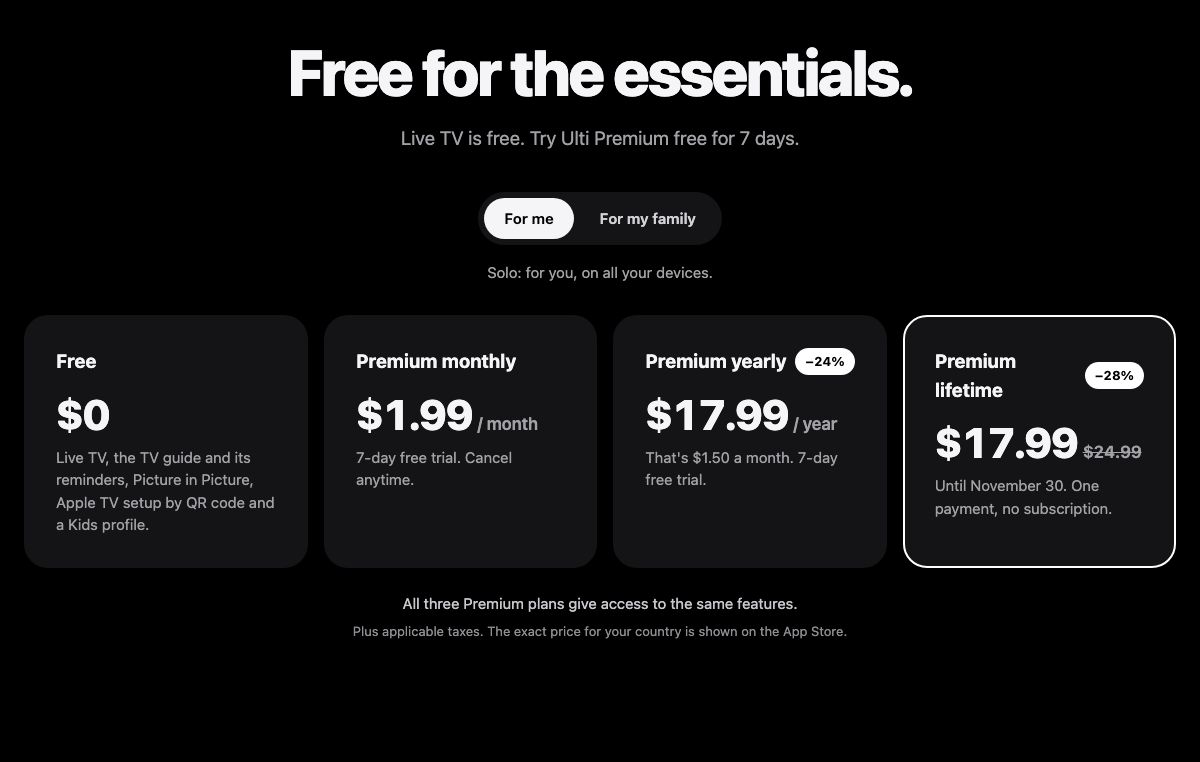 Free for the essentials.
Live TV is free. Try Ulti Premium free for 7 days.
For me
For my family
Solo: for you, on all your devices.
Free
$0
Live TV, the TV guide and its
reminders, Picture in Picture,
Apple TV setup by QR code and
a Kids profile.
Premium monthly
$1.99 / month
7-day free trial. Cancel
anytime.
Premium yearly
−24%
$17.99 / year
That's $1.50 a month. 7-day
free trial.
Premium
lifetime
−28%
$17.99 $24.99
Until November 30. One
payment, no subscription.
All three Premium plans give access to the same features.
Plus applicable taxes. The exact price for your country is shown on the App Store.